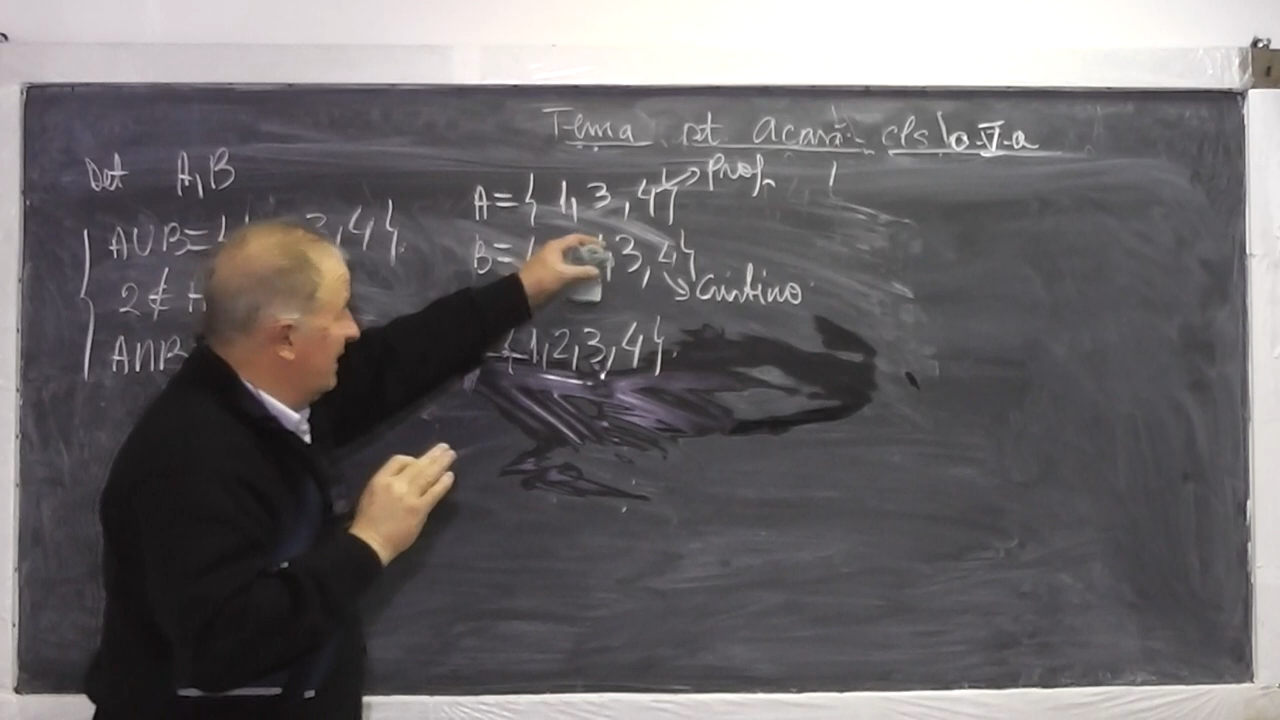 Tema pt acasă cls a V-a
Det A,B
A∪B={ 3,4}.
2∉
A∩B
A={1,3,4} → Prof.
B={ ,3,4}
→ Cristina
{1,2,3,4}.